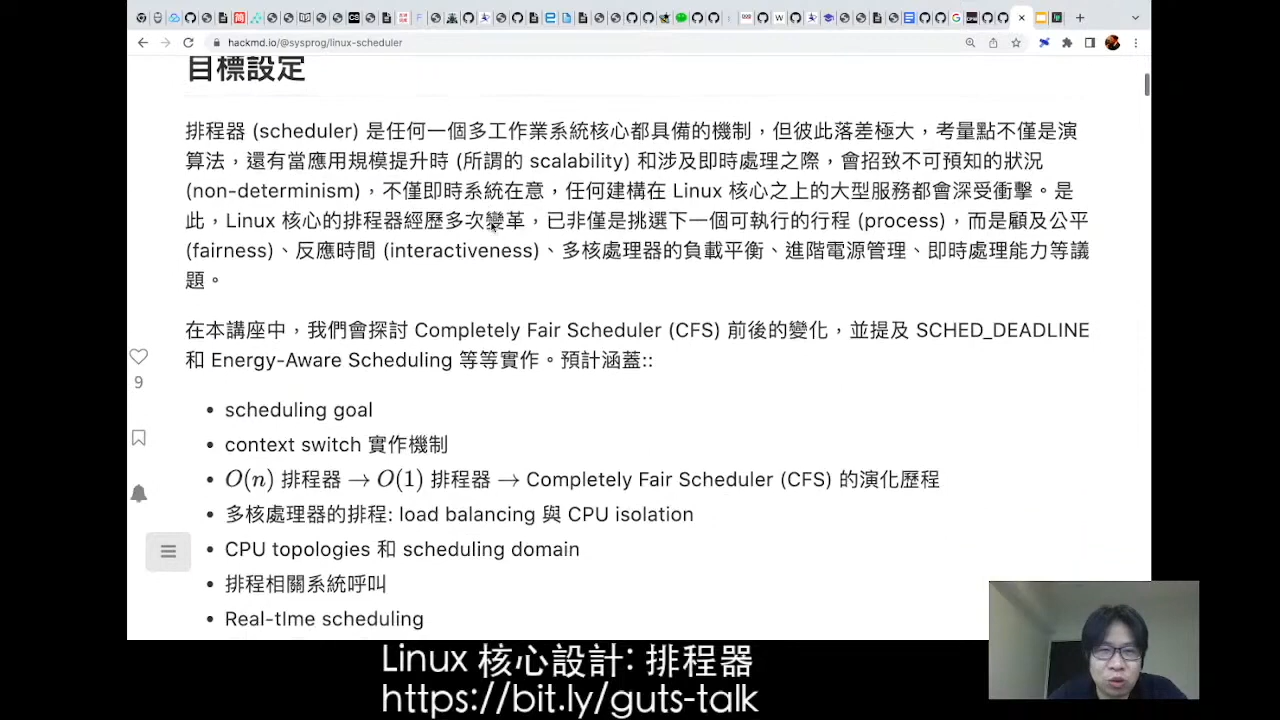 hackmd.io/@sysprog/linux-scheduler
目標設定
排程器 (scheduler) 是任何一個多工作業系統核心都具備的機制，但彼此落差極大，考量點不僅是演
算法，還有當應用規模提升時 (所謂的 scalability) 和涉及即時處理之際，會招致不可預知的狀況
(non-determinism)，不僅即時系統在意，任何建構在 Linux 核心之上的大型服務都會深受衝擊。是
此，Linux 核心的排程器經歷多次變革，已非僅是挑選下一個可執行的行程 (process)，而是顧及公平
(fairness)、反應時間 (interactiveness)、多核處理器的負載平衡、進階電源管理、即時處理能力等議
題。
在本講座中，我們會探討 Completely Fair Scheduler (CFS) 前後的變化，並提及 SCHED_DEADLINE
和 Energy-Aware Scheduling 等等實作。預計涵蓋::
• scheduling goal
• context switch 實作機制
• O(n) 排程器 → O(1) 排程器 → Completely Fair Scheduler (CFS) 的演化歷程
• 多核處理器的排程: load balancing 與 CPU isolation
• CPU topologies 和 scheduling domain
• 排程相關系統呼叫
• Real-tIme scheduling
9
Linux 核心設計: 排程器
https://bit.ly/guts-talk